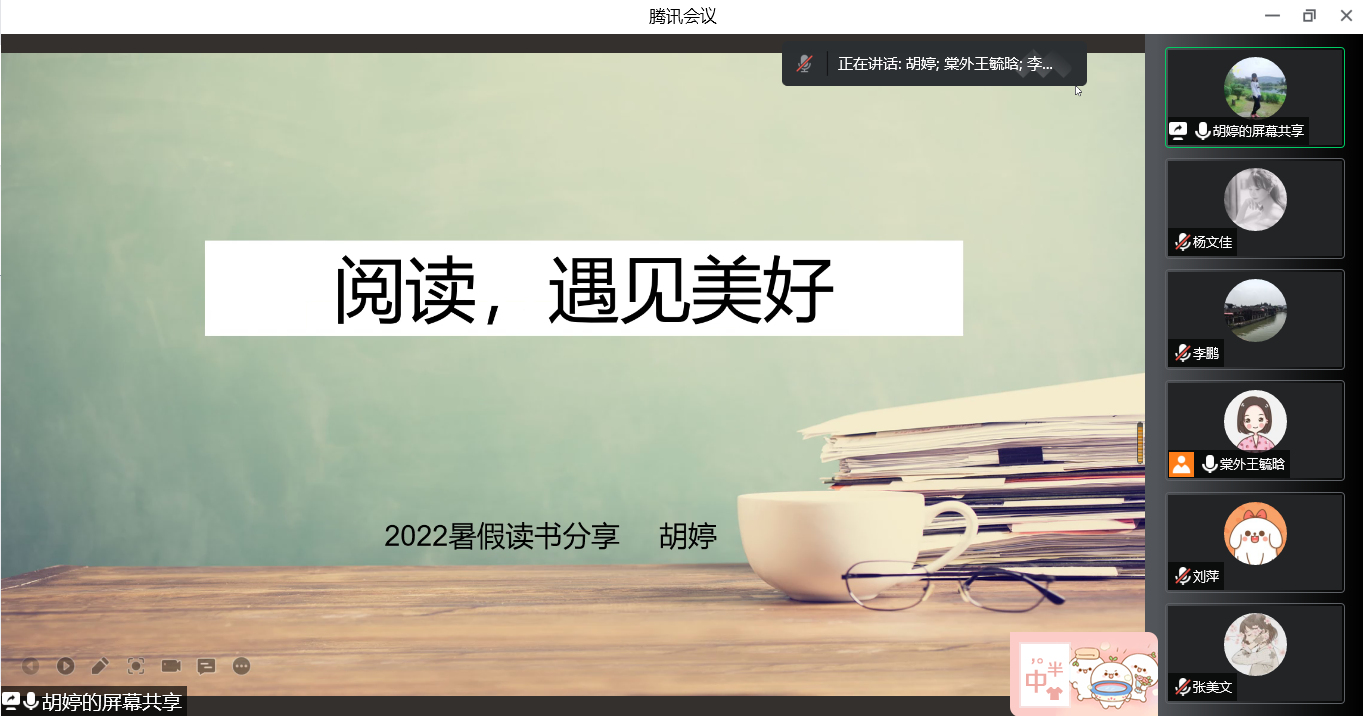 腾讯会议
正在讲话: 胡婷; 棠外王毓晗; 李...
阅读，遇见美好
2022暑假读书分享 胡婷
胡婷的屏幕共享
杨文佳
李鹏
棠外王毓晗
刘萍
张美文
中
半
胡婷的屏幕共享